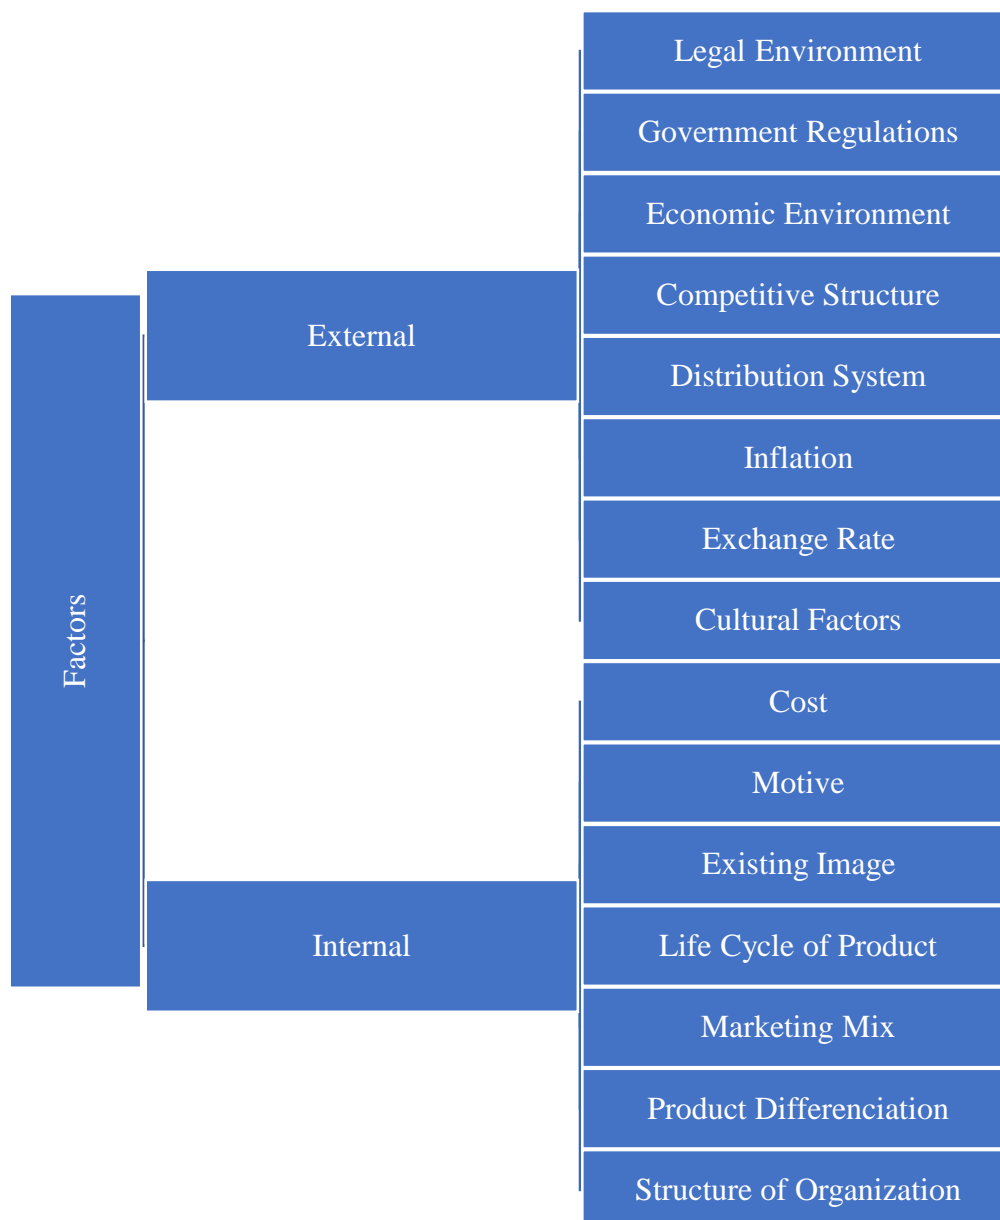 Factors
External
Legal Environment
Government Regulations
Economic Environment
Competitive Structure
Distribution System
Inflation
Exchange Rate
Cultural Factors
Internal
Cost
Motive
Existing Image
Life Cycle of Product
Marketing Mix
Product Differenciation
Structure of Organization